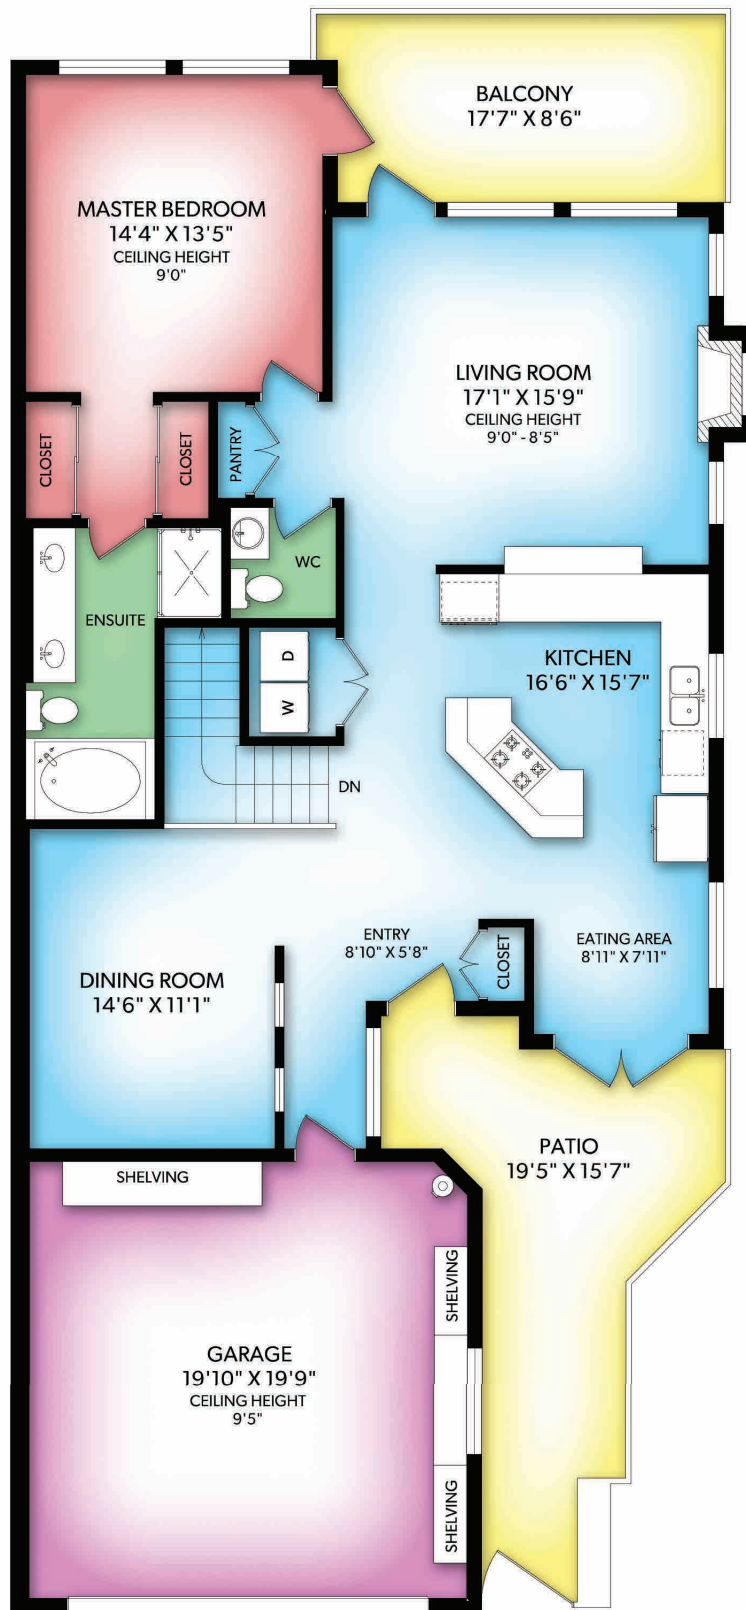 BALCONY
17'7" X 8'6"
MASTER BEDROOM
14'4" X 13'5"
CEILING HEIGHT
9'0"
LIVING ROOM
17'1" X 15'9"
CEILING HEIGHT
9'0" - 8'5"
CLOSET
CLOSET
PANTRY
WC
ENSUITE
D
W
KITCHEN
16'6" X 15'7"
DN
ENTRY
8'10" X 5'8"
CLOSET
EATING AREA
8'11" X 7'11"
DINING ROOM
14'6" X 11'1"
PATIO
19'5" X 15'7"
SHELVING
SHELVING
GARAGE
19'10" X 19'9"
CEILING HEIGHT
9'5"
SHELVING